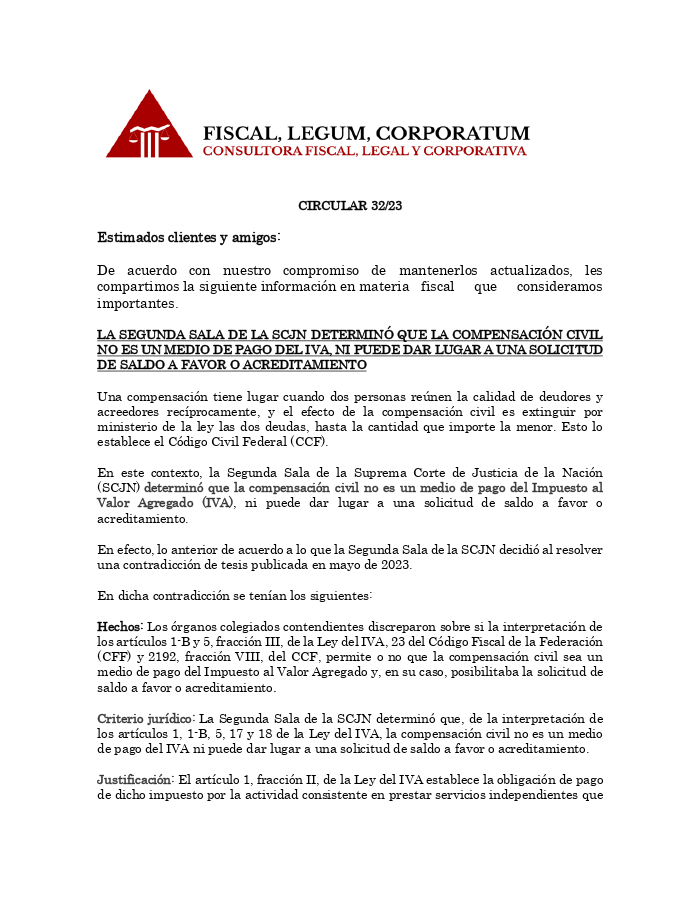 FISCAL, LEGUM, CORPORATUM
CONSULTORA FISCAL, LEGAL Y CORPORATIVA
CIRCULAR 32/23
Estimados clientes y amigos:
De acuerdo con nuestro compromiso de mantenerlos actualizados, les
compartimos la siguiente información en materia fiscal que consideramos
importantes.
LA SEGUNDA SALA DE LA SCJN DETERMINÓ QUE LA COMPENSACIÓN CIVIL
NO ES UN MEDIO DE PAGO DEL IVA, NI PUEDE DAR LUGAR A UNA SOLICITUD
DE SALDO A FAVOR O ACREDITAMIENTO
Una compensación tiene lugar cuando dos personas reúnen la calidad de deudores y
acreedores recíprocamente, y el efecto de la compensación civil es extinguir por
ministerio de la ley las dos deudas, hasta la cantidad que importe la menor. Esto lo
establece el Código Civil Federal (CCF).
En este contexto, la Segunda Sala de la Suprema Corte de Justicia de la Nación
(SCJN) determinó que la compensación civil no es un medio de pago del Impuesto al
Valor Agregado (IVA), ni puede dar lugar a una solicitud de saldo a favor o
acreditamiento.
En efecto, lo anterior de acuerdo a lo que la Segunda Sala de la SCJN decidió al resolver
una contradicción de tesis publicada en mayo de 2023.
En dicha contradicción se tenían los siguientes:
Hechos: Los órganos colegiados contendientes discreparon sobre si la interpretación de
los artículos 1-B y 5, fracción III, de la Ley del IVA, 23 del Código Fiscal de la Federación
(CFF) y 2192, fracción VIII, del CCF, permite o no que la compensación civil sea un
medio de pago del Impuesto al Valor Agregado y, en su caso, posibilitaba la solicitud de
saldo a favor o acreditamiento.
Criterio jurídico: La Segunda Sala de la SCJN determinó que, de la interpretación de
los artículos 1, 1-B, 5, 17 y 18 de la Ley del IVA, la compensación civil no es un medio
de pago del IVA ni puede dar lugar a una solicitud de saldo a favor o acreditamiento.
Justificación: El artículo 1, fracción II, de la Ley del IVA establece la obligación de pago
de dicho impuesto por la actividad consistente en prestar servicios independientes que